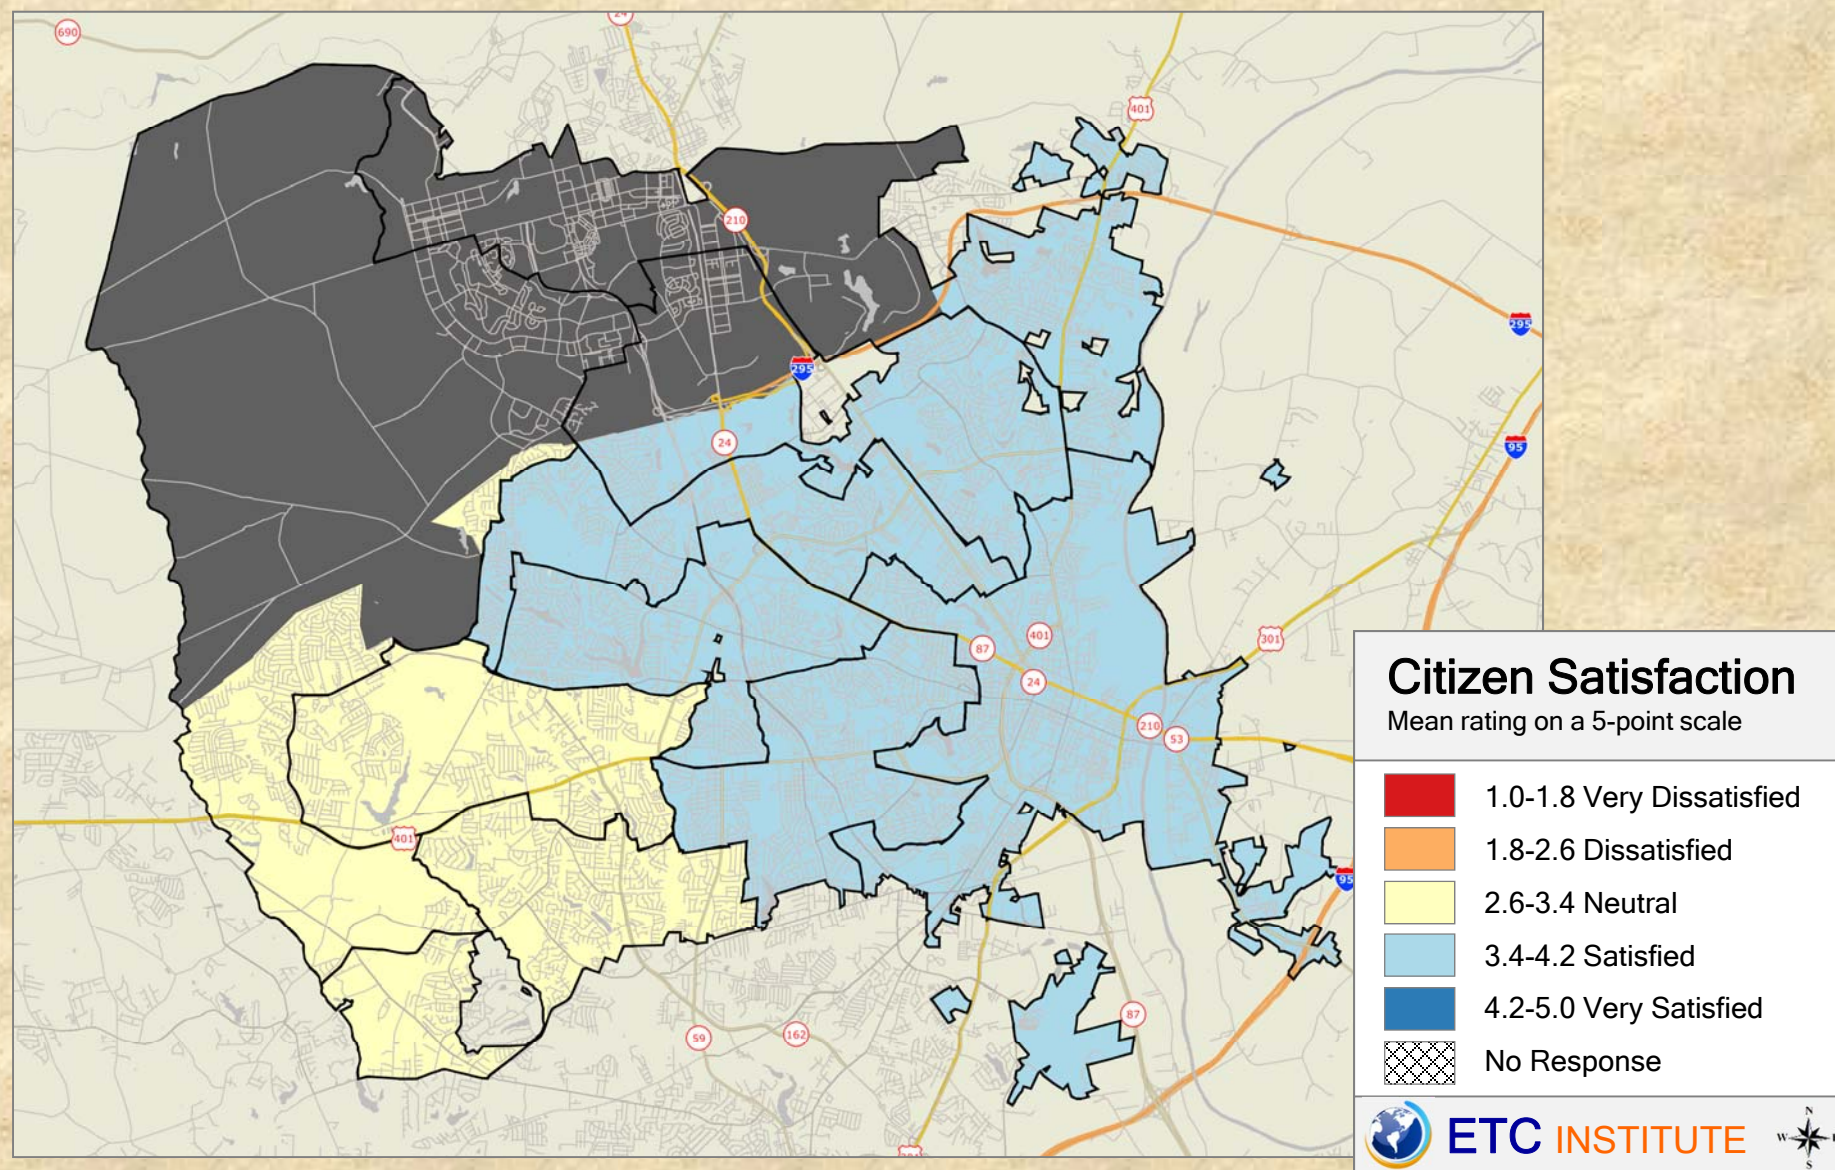 690
24
401
210
295
295
24
95
87
401
301
24
210
53
401
95
87
59
162
Citizen Satisfaction
Mean rating on a 5-point scale
1.0-1.8 Very Dissatisfied
1.8-2.6 Dissatisfied
2.6-3.4 Neutral
3.4-4.2 Satisfied
4.2-5.0 Very Satisfied
No Response
ETC INSTITUTE
N
W
S